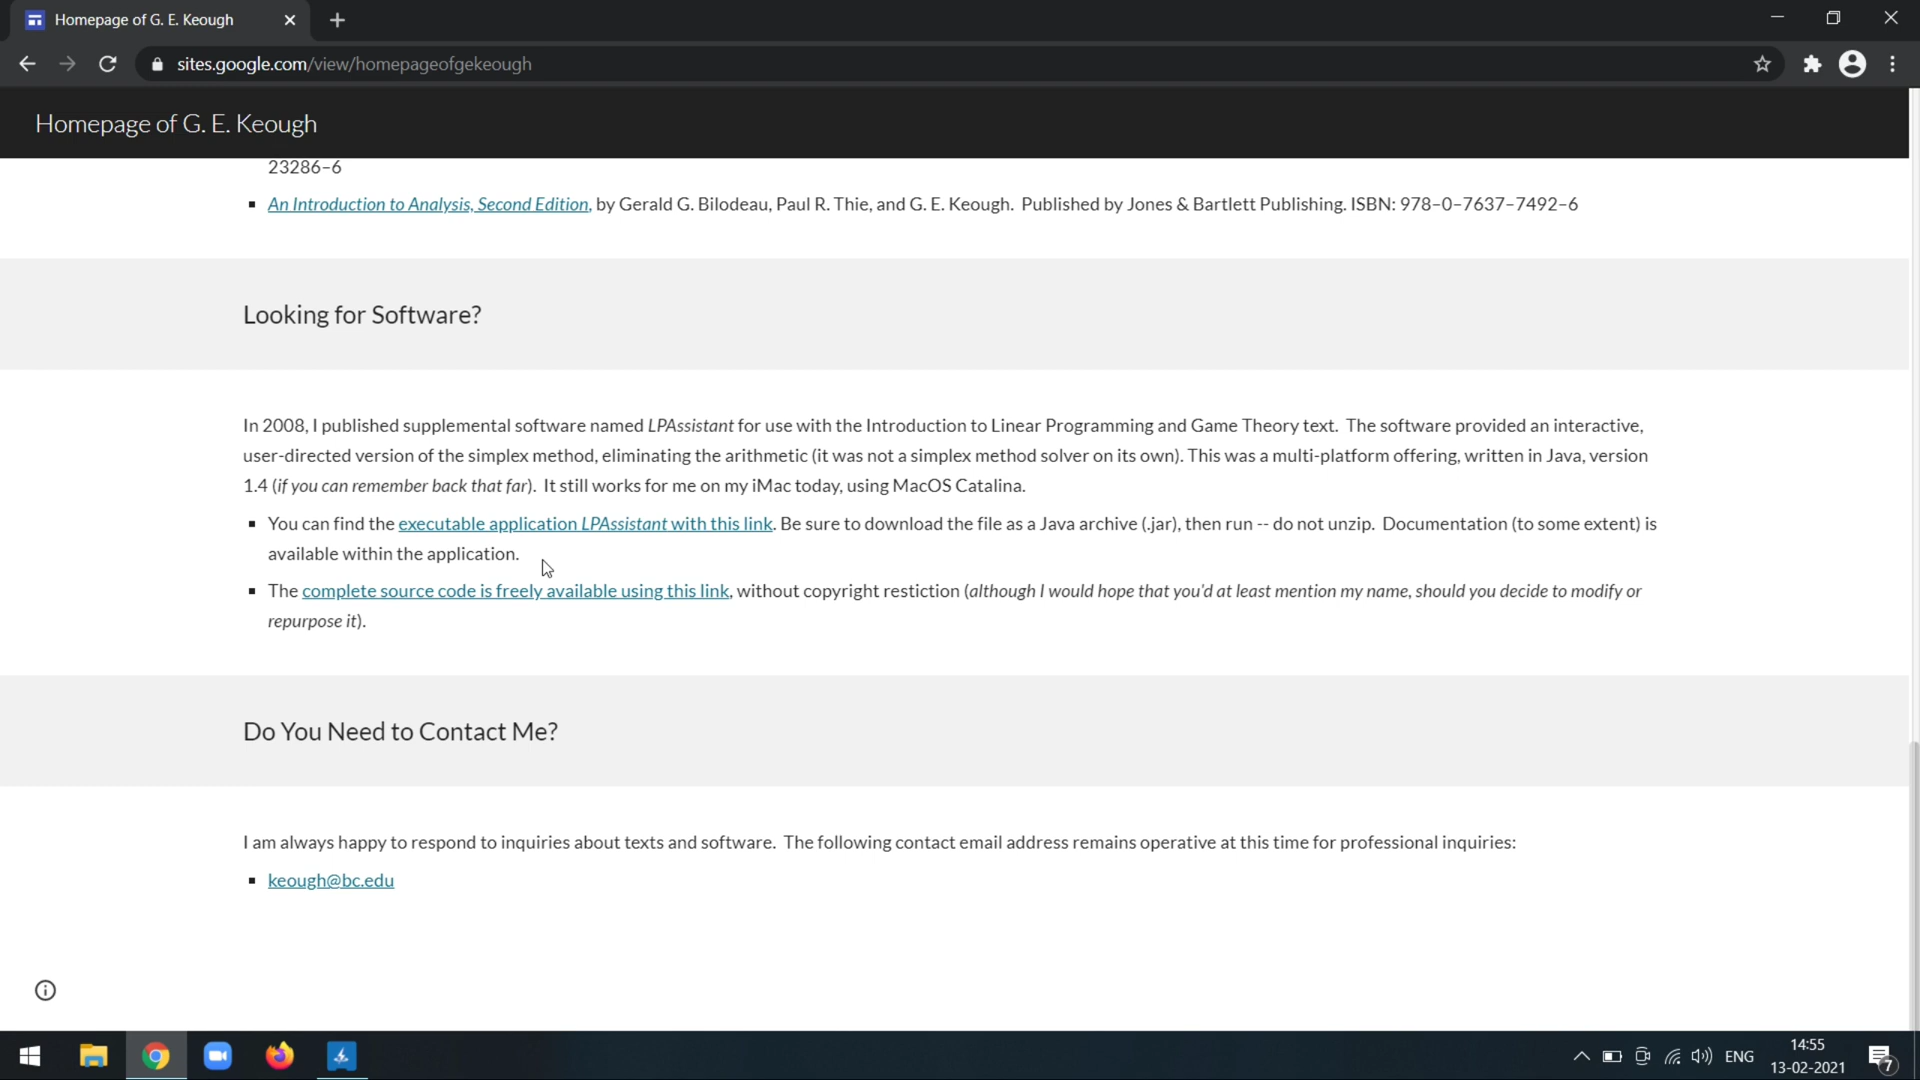 Homepage of G. E. Keough
sites.google.com/view/homepageofgekeough
Homepage of G. E. Keough
23286–6
An Introduction to Analysis, Second Edition, by Gerald G. Bilodeau, Paul R. Thie, and G. E. Keough. Published by Jones & Bartlett Publishing. ISBN: 978–0–7637–7492–6
Looking for Software?
In 2008, I published supplemental software named LPAssistant for use with the Introduction to Linear Programming and Game Theory text. The software provided an interactive,
user-directed version of the simplex method, eliminating the arithmetic (it was not a simplex method solver on its own). This was a multi-platform offering, written in Java, version
1.4 (if you can remember back that far). It still works for me on my iMac today, using MacOS Catalina.
You can find the executable application LPAssistant with this link. Be sure to download the file as a Java archive (.jar), then run -- do not unzip. Documentation (to some extent) is
available within the application.
The complete source code is freely available using this link, without copyright restiction (although I would hope that you'd at least mention my name, should you decide to modify or
repurpose it).
Do You Need to Contact Me?
I am always happy to respond to inquiries about texts and software. The following contact email address remains operative at this time for professional inquiries:
keough@bc.edu
ENG
14:55
13-02-2021
7